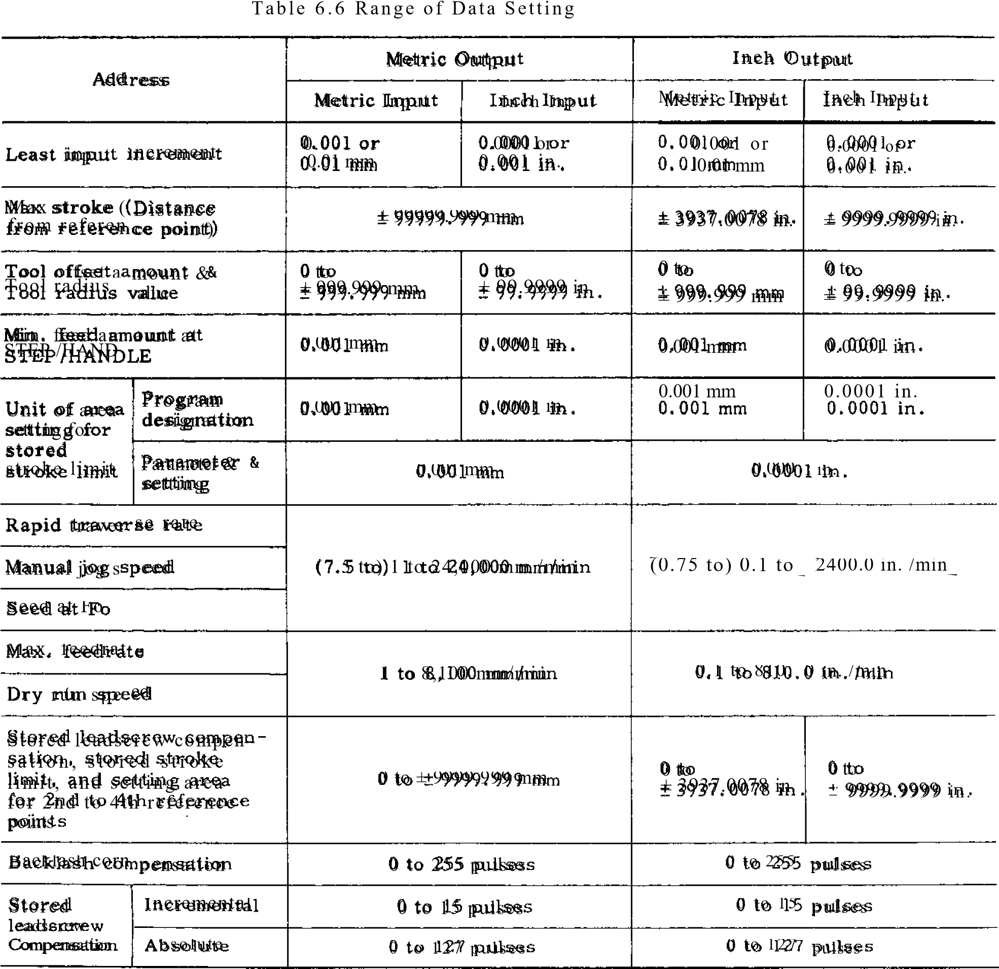 Table 6.6 Range of Data Setting
Address
Metric Output
Inch Output
Metric Input
Inch Input
Metric Input
Inch Input
Least input increment
0.001 or
0.01 mm
0.0001 or
0.001 in.
0.001 or
0.01 mm
0.0001 or
0.001 in.
Max stroke (Distance
from reference point)
± 99999.999 mm
± 3937.0078 in.
± 9999.9999 in.
Tool offset amount &
Tool radius value
0 to
± 999.999 mm
0 to
± 99.9999 in.
0 to
± 999.999 mm
0 to
± 99.9999 in.
Min. feed amount at
STEP/HANDLE
0.001 mm
0.0001 in.
0.001 mm
0.0001 in.
Unit of area
setting for
stored
stroke limit
Program
designation
0.001 mm
0.0001 in.
0.001 mm
0.0001 in.
Parameter &
setting
0.001 mm
0.0001 in.
Rapid traverse rate
Manual jog speed
Seed at Fo
(7.5 to) 1 to mm/min
(0.75 to) 0.1 to 2400.0 in. /min
Max. feedrate
Dry run speed
1 to 8,100 mm/min
0.1 to 810.0 in. /min
Stored leadscrew compen-
sation, stored stroke
limit, and setting area
for 2nd to 4th reference
points
0 to ± 9999.999 mm
0 to
± 3937.0078 in.
0 to
± 9999.9999 in.
Backlash compensation
0 to 255 pulses
0 to 255 pulses
Stored
leadscrew
Compensation
Incremental
0 to 15 pulses
0 to 15 pulses
Absolute
0 to 127 pulses
0 to 127 pulses